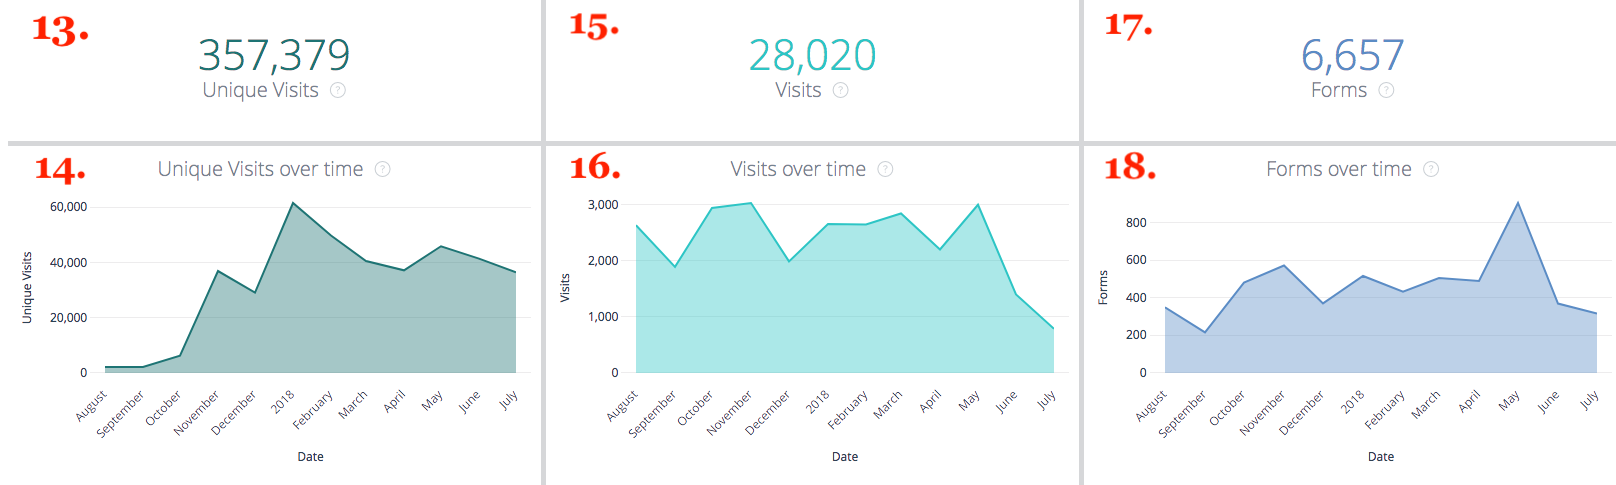 13.
357,379
Unique Visits ?
15.
28,020
Visits ?
17.
6,657
Forms ?
14.
Unique Visits over time ?
60,000
40,000
20,000
0
Unique Visits
August
September
October
November
December
2018
February
March
April
May
June
July
Date
16.
Visits over time ?
3,000
2,000
1,000
0
Visits
August
September
October
November
December
2018
February
March
April
May
June
July
Date
18.
Forms over time ?
800
600
400
200
0
Forms
August
September
October
November
December
2018
February
March
April
May
June
July
Date